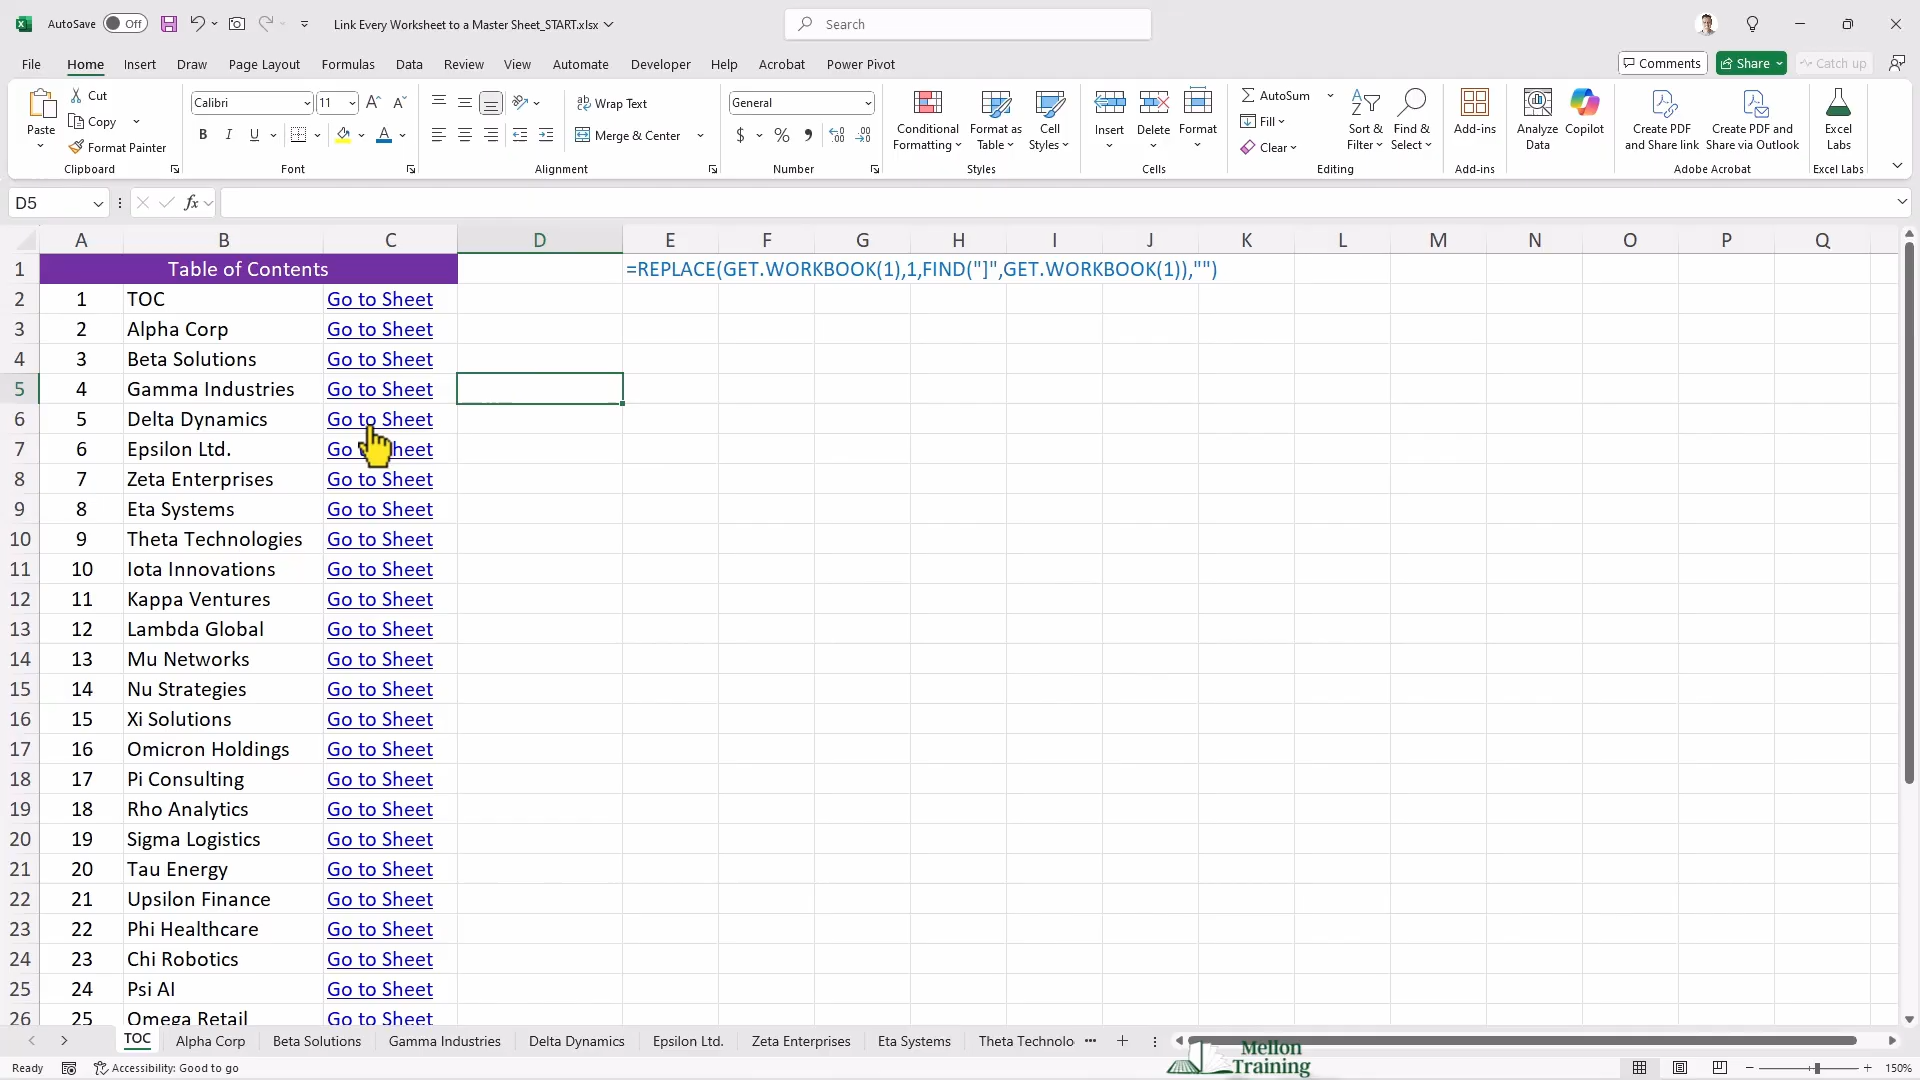 AutoSave Off Link Every Worksheet to a Master Sheet_START.xlsx Search
File Home Insert Draw Page Layout Formulas Data Review View Automate Developer Help Acrobat Power Pivot Comments Share Catch up
Paste Cut Copy Format Painter Clipboard
Calibri 11 B I U Font
Wrap Text Merge & Center Alignment
General $ % Number
Conditional Formatting Format as Table Cell Styles Styles
Insert Delete Format Cells
AutoSum Fill Clear Sort & Filter Find & Select Editing
Add-ins Add-ins
Analyze Data Copilot
Create PDF and Share link Create PDF and Share via Outlook Adobe Acrobat
Excel Labs Excel Labs
D5 fx
A B C D E F G H I J K L M N O P Q
1 Table of Contents =REPLACE(GET.WORKBOOK(1),1,FIND("]",GET.WORKBOOK(1)),"")
2 1 TOC Go to Sheet
3 2 Alpha Corp Go to Sheet
4 3 Beta Solutions Go to Sheet
5 4 Gamma Industries Go to Sheet
6 5 Delta Dynamics Go to Sheet
7 6 Epsilon Ltd. Go to Sheet
8 7 Zeta Enterprises Go to Sheet
9 8 Eta Systems Go to Sheet
10 9 Theta Technologies Go to Sheet
11 10 Iota Innovations Go to Sheet
12 11 Kappa Ventures Go to Sheet
13 12 Lambda Global Go to Sheet
14 13 Mu Networks Go to Sheet
15 14 Nu Strategies Go to Sheet
16 15 Xi Solutions Go to Sheet
17 16 Omicron Holdings Go to Sheet
18 17 Pi Consulting Go to Sheet
19 18 Rho Analytics Go to Sheet
20 19 Sigma Logistics Go to Sheet
21 20 Tau Energy Go to Sheet
22 21 Upsilon Finance Go to Sheet
23 22 Phi Healthcare Go to Sheet
24 23 Chi Robotics Go to Sheet
25 24 Psi AI Go to Sheet
26 25 Omega Retail Go to Sheet
TOC Alpha Corp Beta Solutions Gamma Industries Delta Dynamics Epsilon Ltd. Zeta Enterprises Eta Systems Theta Technolo
Mellon
Training
Ready Accessibility: Good to go 150%